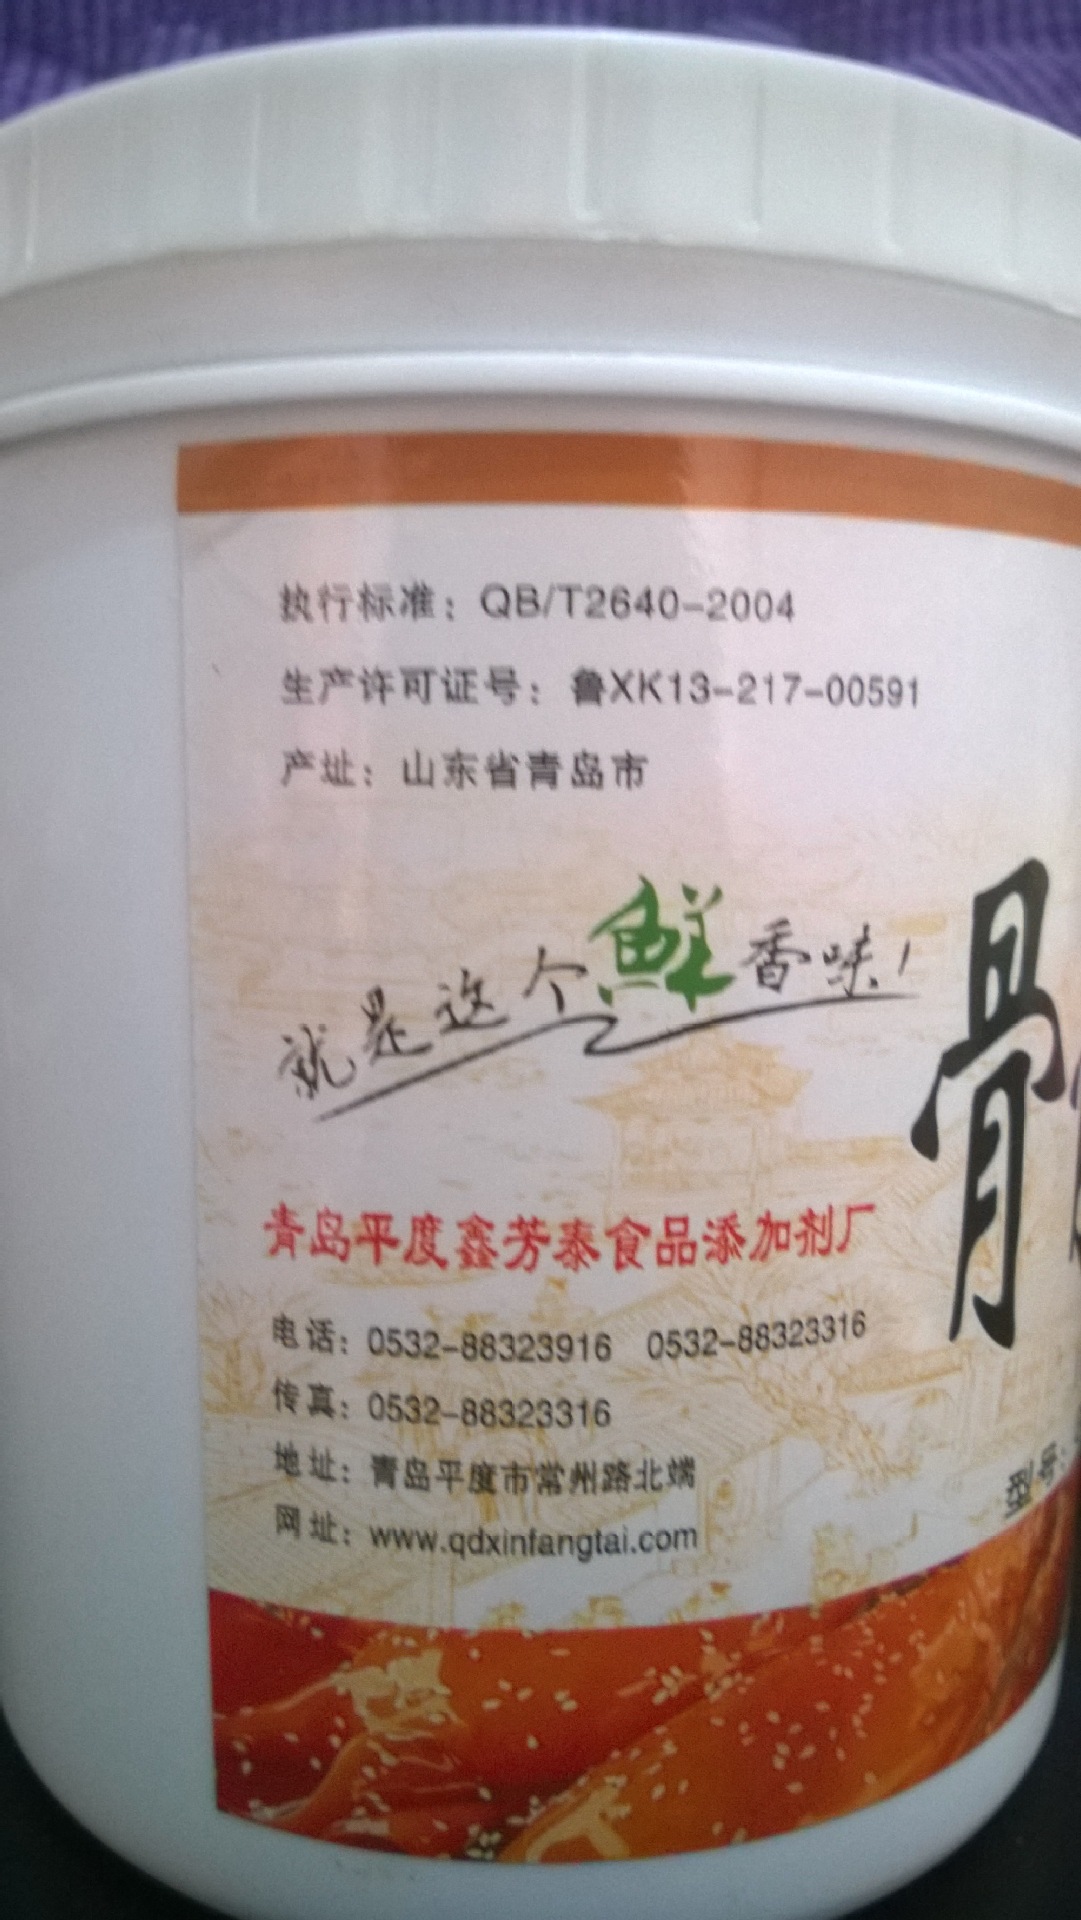 执行标准：QB/T2640-2004
生产许可证号：鲁XK13-217-00591
产址：山东省青岛市
就是这个鲜香味！
骨
青岛平度鑫芳泰食品添加剂厂
电话：0532-88323916 0532-88323316
传真：0532-88323316
地址：青岛平度市常州路北端
网址：www.qdxinfangtai.com
型号：